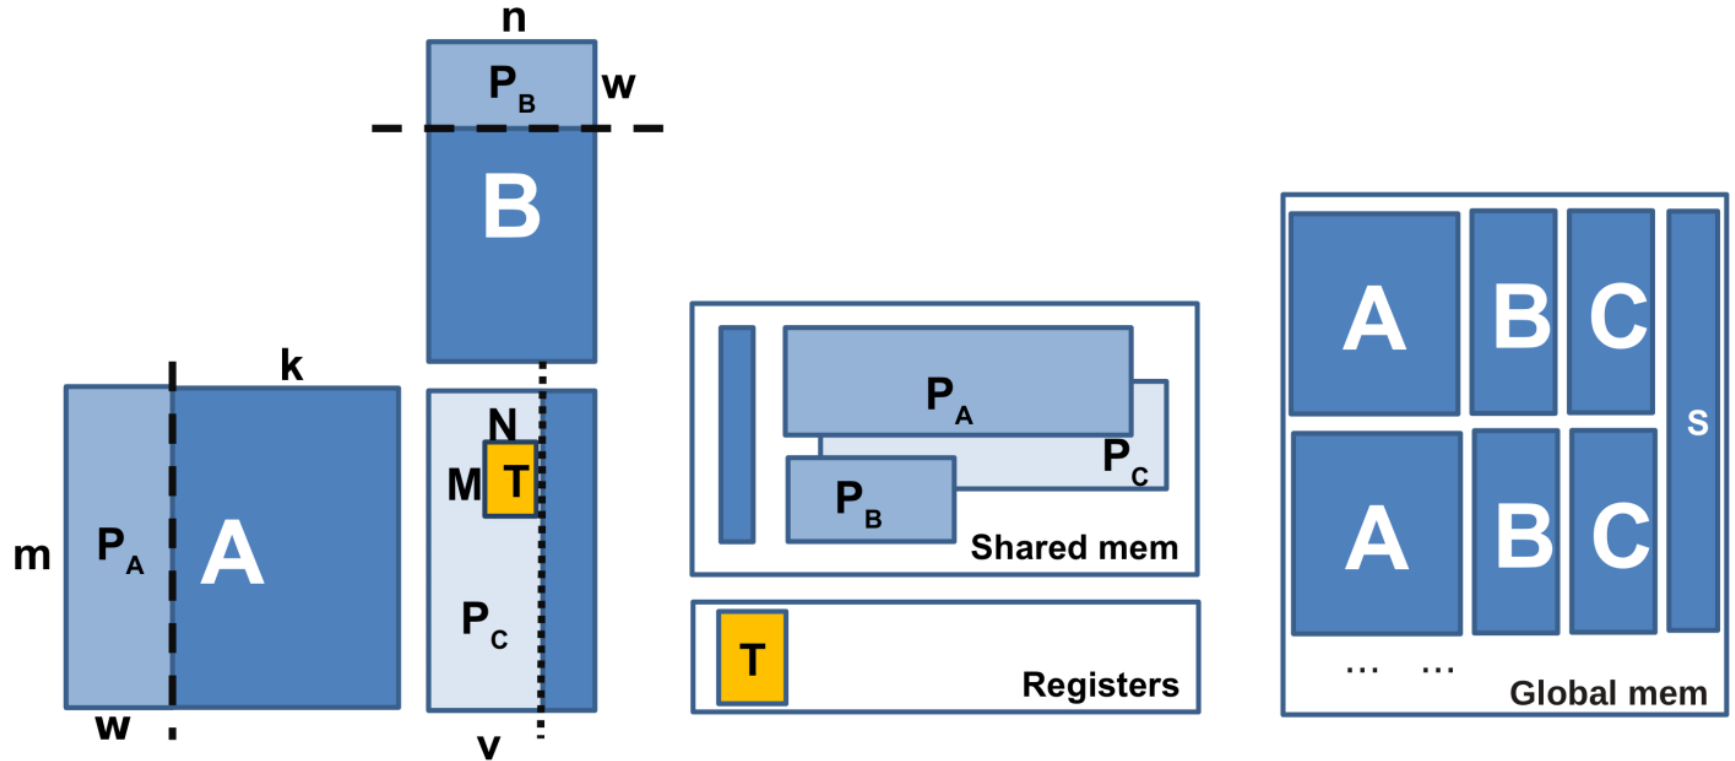 n
P_B
w
B
k
m
P_A
A
w
N
M
T
P_C
v
P_A
P_C
P_B
Shared mem
T
Registers
A B C
S
A B C
... ...
Global mem